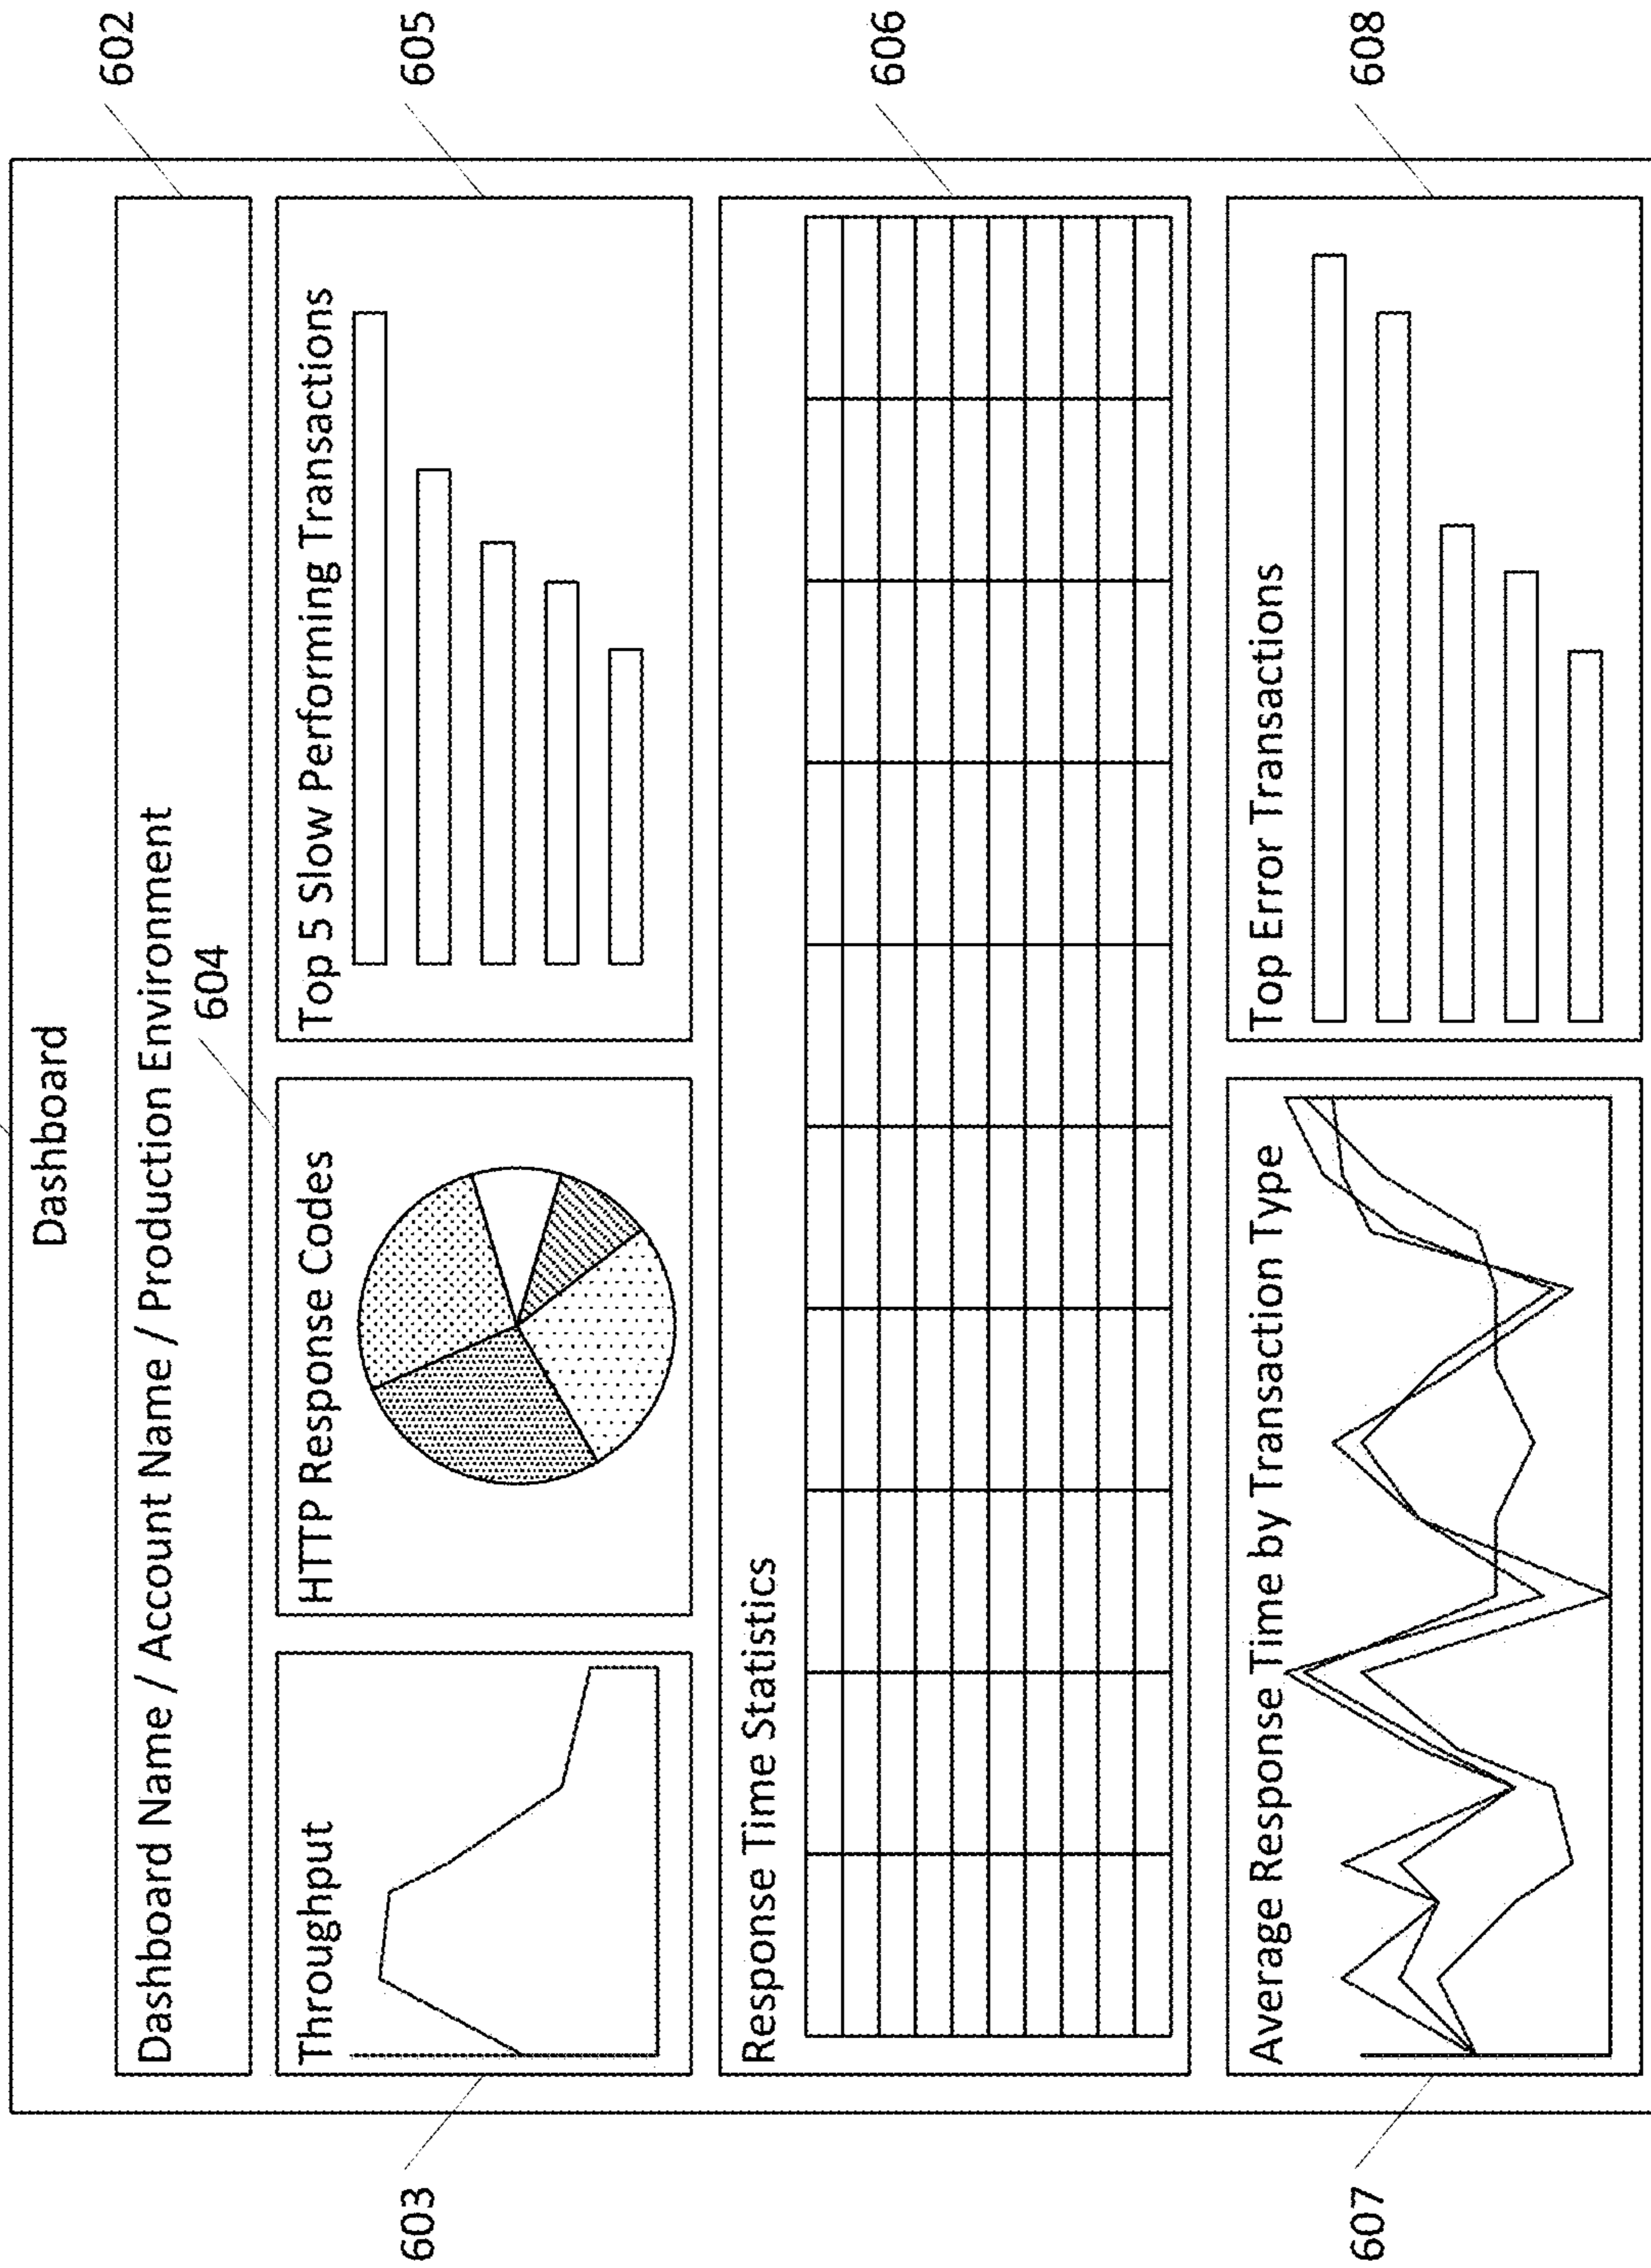 Dashboard
602
Dashboard Name / Account Name / Production Environment
604
603
Throughput
HTTP Response Codes
Top 5 Slow Performing Transactions
605
Response Time Statistics
606
607
Average Response Time by Transaction Type
Top Error Transactions
608